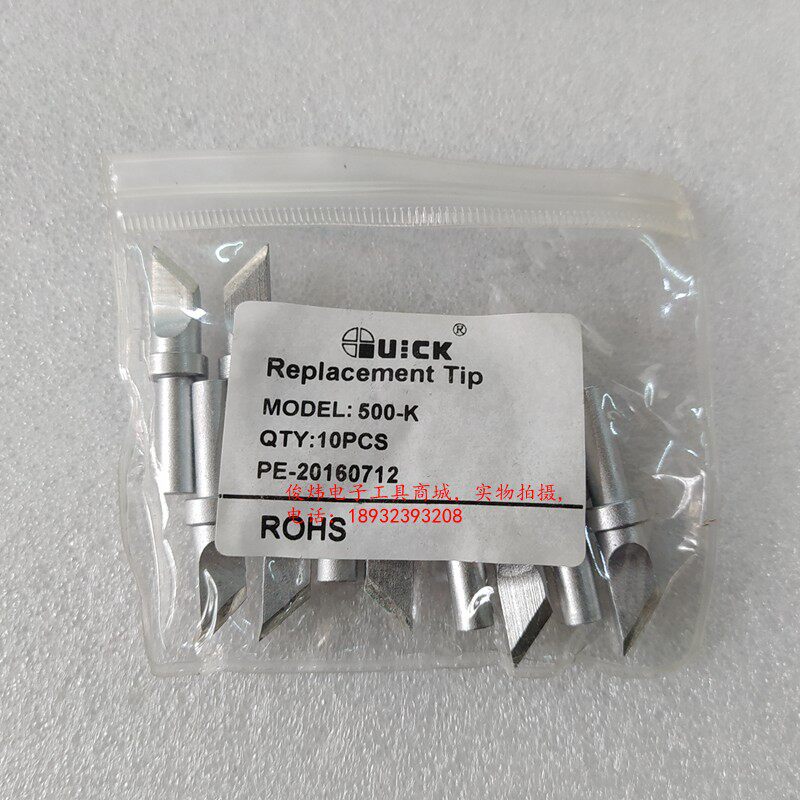 QUICK®
Replacement Tip
MODEL: 500-K
QTY:10PCS
PE-20160712
俊炜电子工具商城，实物拍摄，
电话：18932393208
ROHS